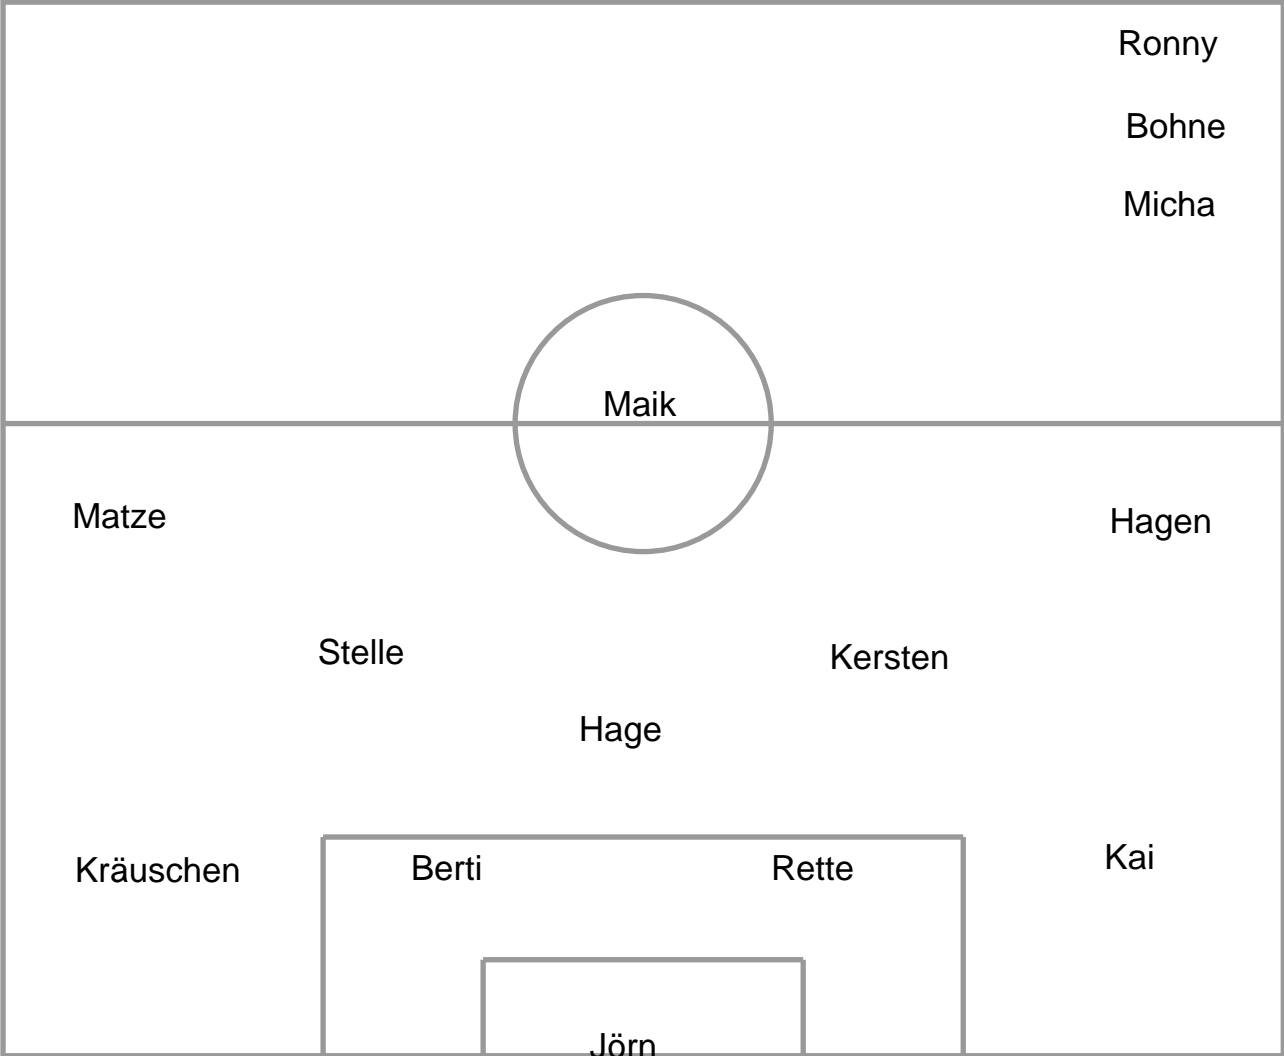 Ronny
Bohne
Micha
Maik
Matze
Hagen
Stelle
Kersten
Hage
Kräuschen
Berti
Rette
Kai
Jörn